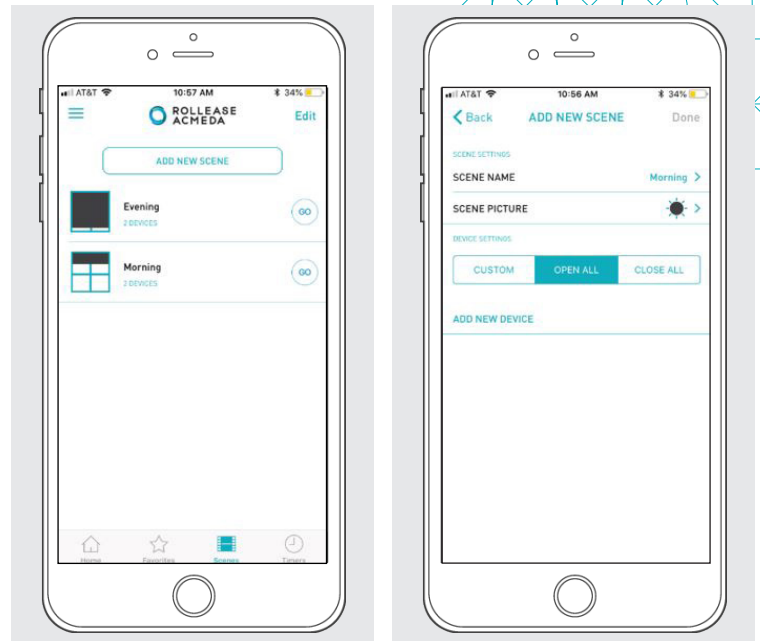 AT&T 10:57 AM 34%
ROLLEASE
ACMEDA
Edit
ADD NEW SCENE
Evening
2 DEVICES
GO
Morning
2 DEVICES
GO
Home Favorites Scenes Timers
AT&T 10:56 AM 34%
Back ADD NEW SCENE Done
SCENE SETTINGS
SCENE NAME Morning
SCENE PICTURE
DEVICE SETTINGS
CUSTOM OPEN ALL CLOSE ALL
ADD NEW DEVICE